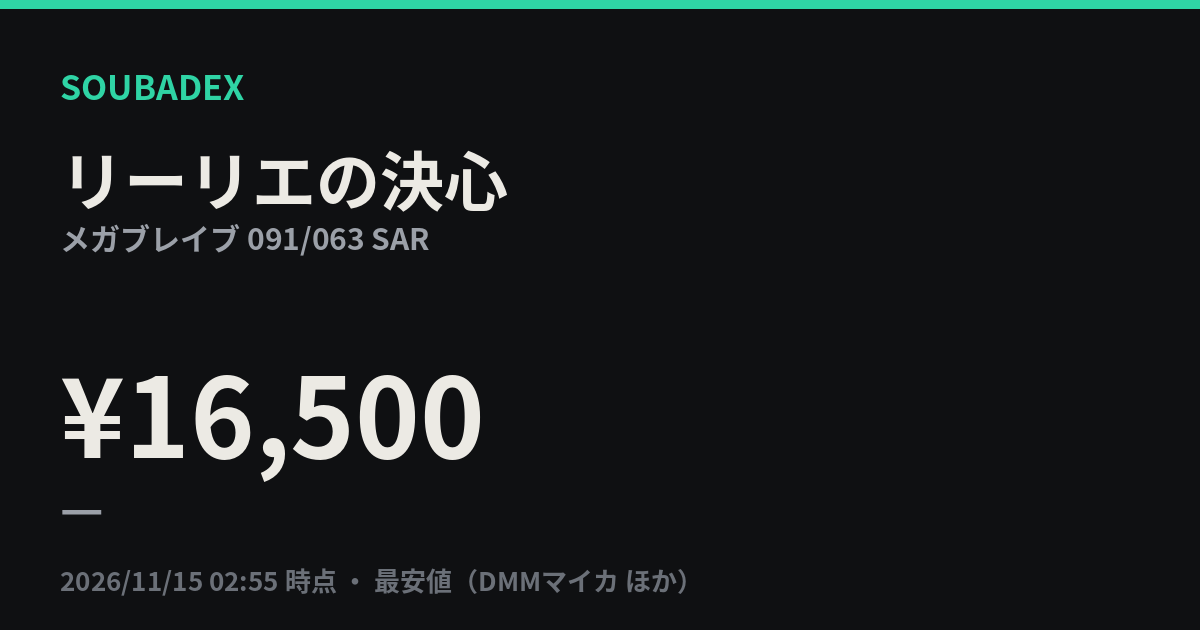 SOUBADEX
リーリエの決心
メガブレイブ 091/063 SAR
¥16,500
—
2026/11/15 02:55 時点 ・ 最安値（DMMマイカ ほか）